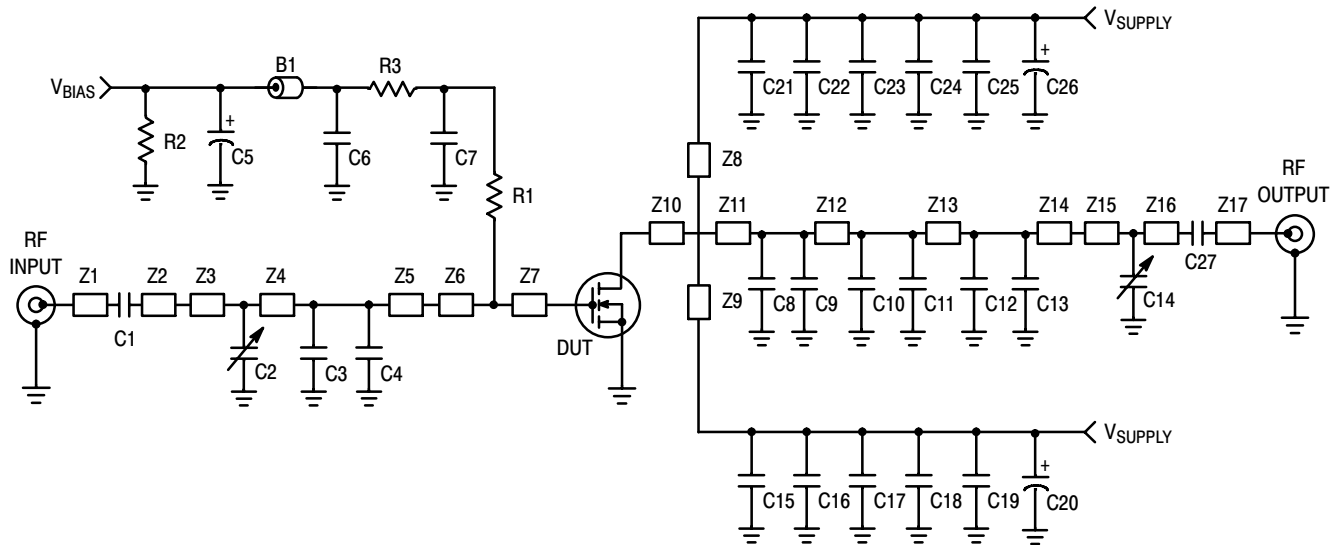 VSUPPLY
C21 C22 C23 C24 C25 + C26
VBIAS B1 R3
R2 + C5 C6 C7
R1
Z8
RF OUTPUT
Z10 Z11 Z12 Z13 Z14 Z15 Z16 Z17
C27
RF INPUT
Z1 Z2 Z3 Z4 Z5 Z6 Z7
C1
C2 C3 C4
DUT
Z9
C8 C9 C10 C11 C12 C13 C14
VSUPPLY
C15 C16 C17 C18 C19 + C20